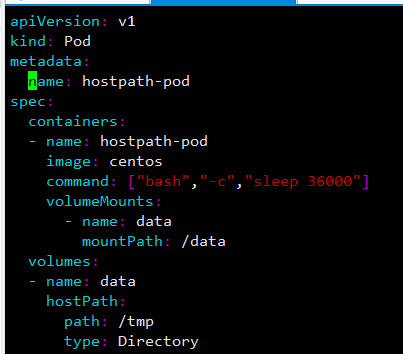 apiVersion: v1
kind: Pod
metadata:
  name: hostpath-pod
spec:
  containers:
  - name: hostpath-pod
    image: centos
    command: ["bash","-c","sleep 36000"]
    volumeMounts:
      - name: data
        mountPath: /data
  volumes:
  - name: data
    hostPath:
      path: /tmp
      type: Directory